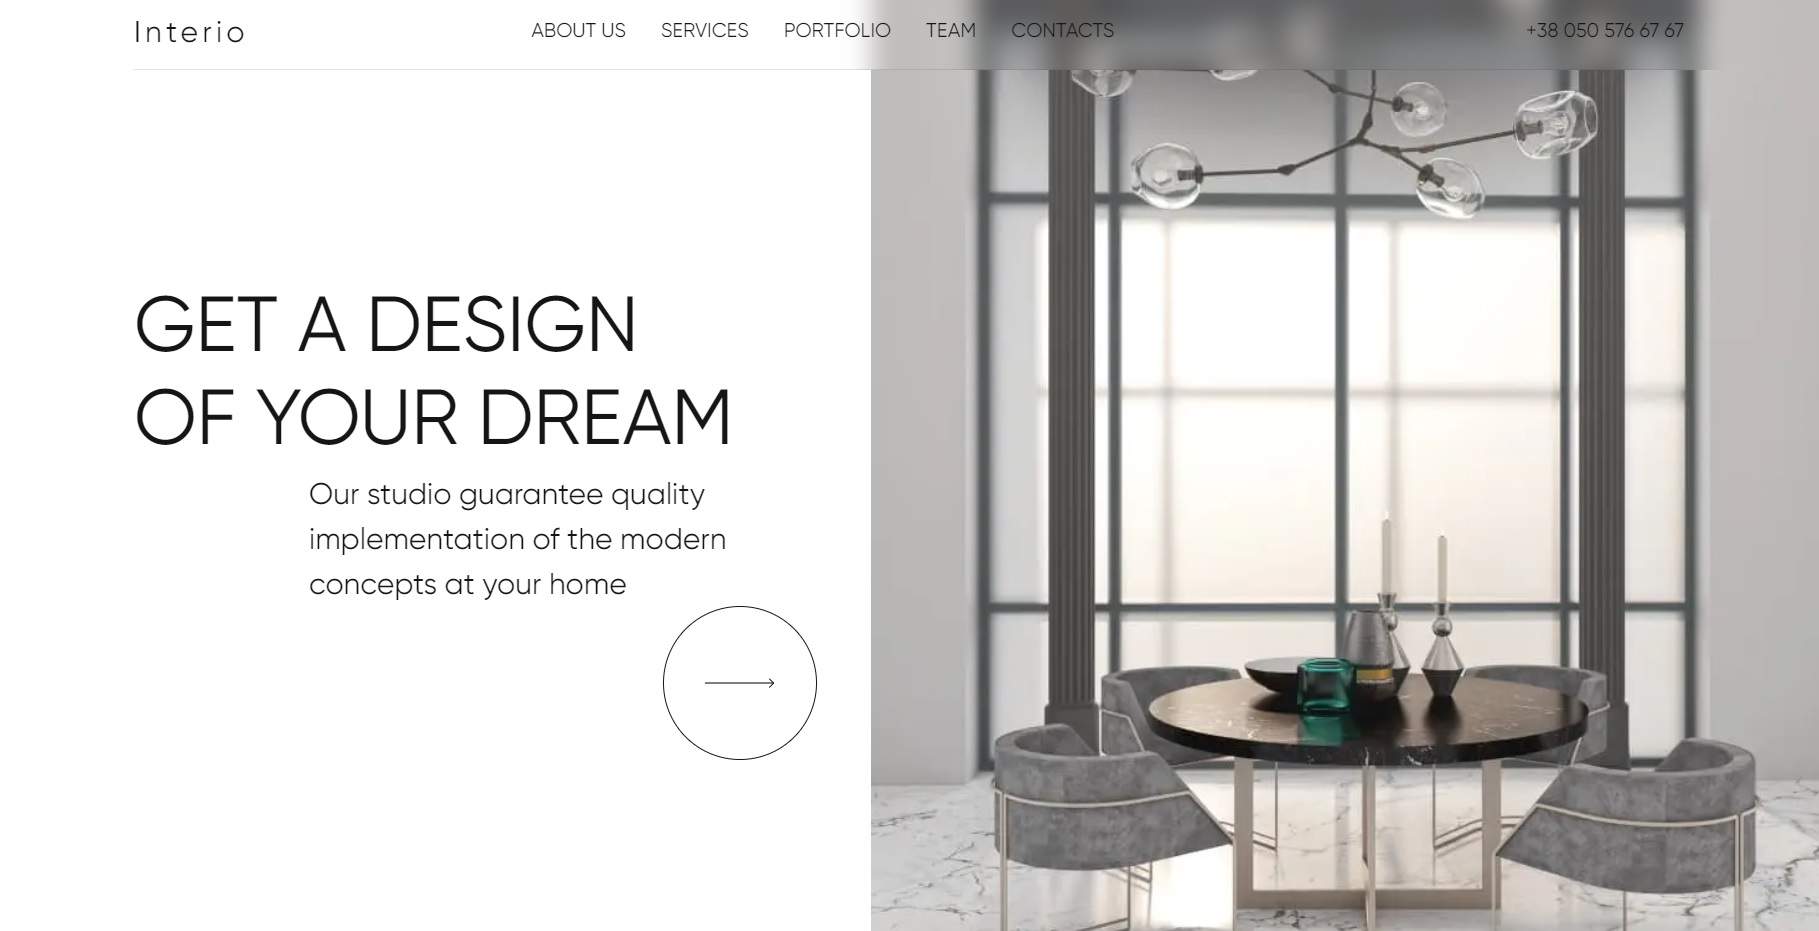 Interio
ABOUT US
SERVICES
PORTFOLIO
TEAM
CONTACTS
+38 050 576 67 67
GET A DESIGN
OF YOUR DREAM
Our studio guarantee quality
implementation of the modern
concepts at your home